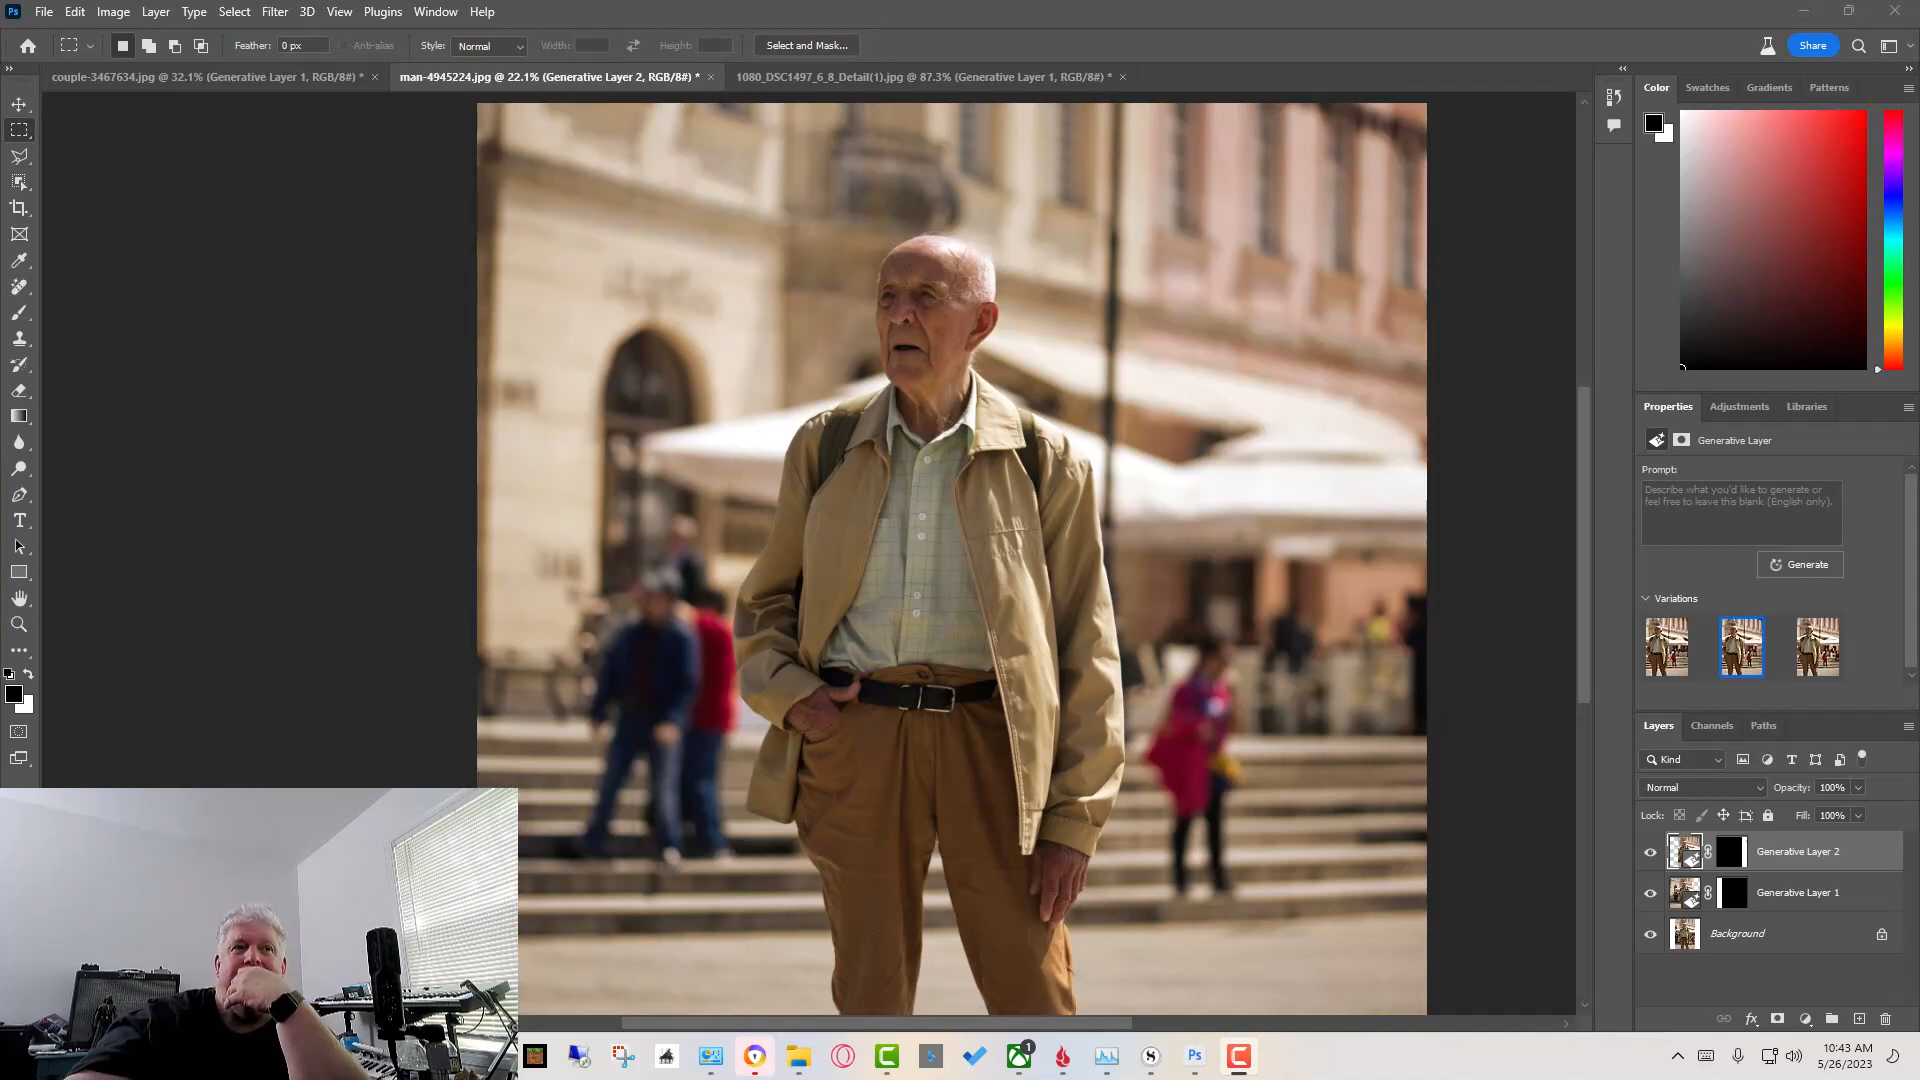 Ps File Edit Image Layer Type Select Filter 3D View Plugins Window Help
Feather: 0 px Anti-alias Style: Normal Width: Height: Select and Mask... Share
couple-3467634.jpg @ 32.1% (Generative Layer 1, RGB/8#) *
man-4945224.jpg @ 22.1% (Generative Layer 2, RGB/8#) *
1080_DSC1497_6_8_Detail(1).jpg @ 87.3% (Generative Layer 1, RGB/8#) *
Color Swatches Gradients Patterns
Properties Adjustments Libraries
Generative Layer
Prompt:
Describe what you'd like to generate or
feel free to leave this blank (English only).
Generate
Variations
Layers Channels Paths
Kind
Normal Opacity: 100%
Lock: Fill: 100%
Generative Layer 2
Generative Layer 1
Background
fx
1
S
Ps
10:43 AM
5/26/2023